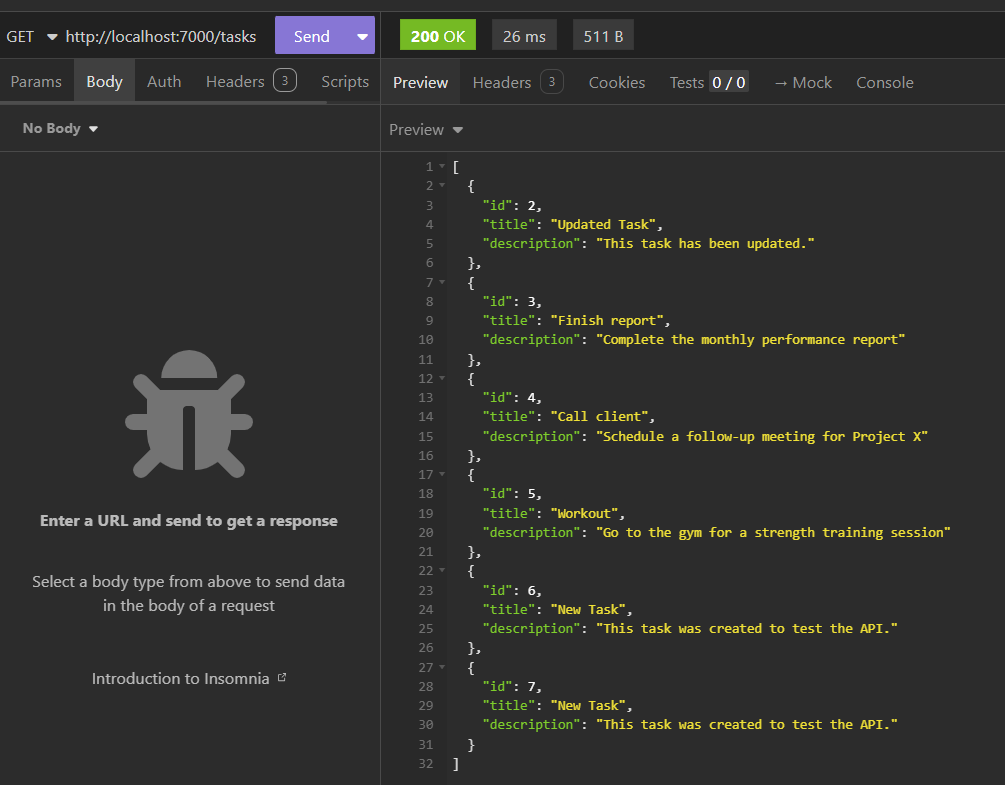 GET http://localhost:7000/tasks Send
200 OK 26 ms 511 B
Params Body Auth Headers 3 Scripts
Preview Headers 3 Cookies Tests 0 / 0 → Mock Console
No Body
Preview
Enter a URL and send to get a response
Select a body type from above to send data
in the body of a request
Introduction to Insomnia
1 [
2 {
3 "id": 2,
4 "title": "Updated Task",
5 "description": "This task has been updated."
6 },
7 {
8 "id": 3,
9 "title": "Finish report",
10 "description": "Complete the monthly performance report"
11 },
12 {
13 "id": 4,
14 "title": "Call client",
15 "description": "Schedule a follow-up meeting for Project X"
16 },
17 {
18 "id": 5,
19 "title": "Workout",
20 "description": "Go to the gym for a strength training session"
21 },
22 {
23 "id": 6,
24 "title": "New Task",
25 "description": "This task was created to test the API."
26 },
27 {
28 "id": 7,
29 "title": "New Task",
30 "description": "This task was created to test the API."
31 }
32 ]